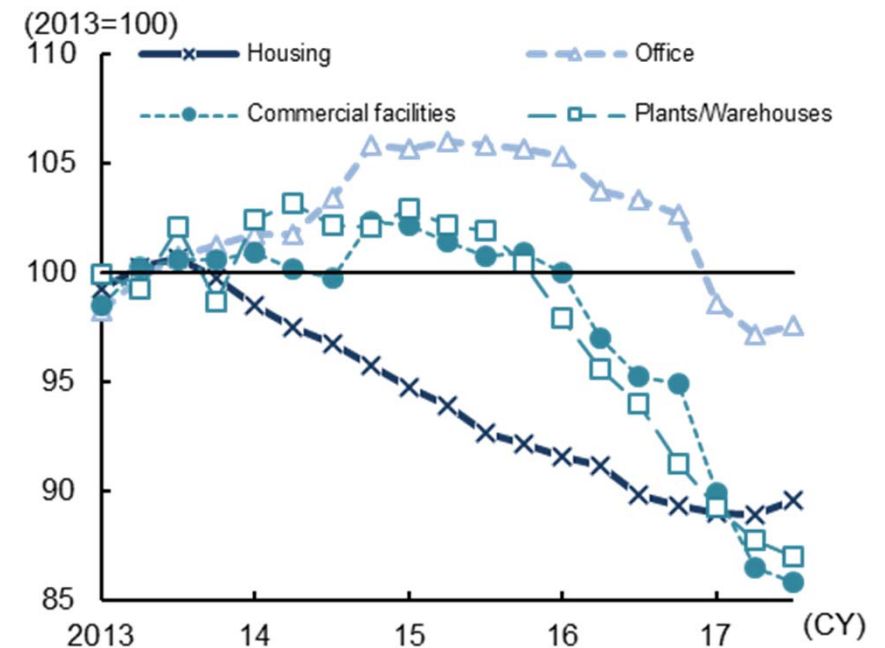 (2013=100)
110
Housing
Office
Commercial facilities
Plants/Warehouses
105
100
95
90
85
2013 14 15 16 17 (CY)